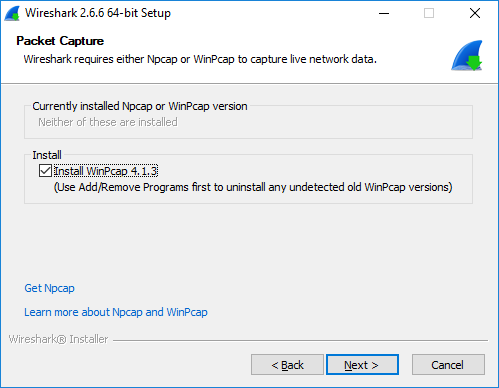 Wireshark 2.6.6 64-bit Setup
Packet Capture
Wireshark requires either Npcap or WinPcap to capture live network data.
Currently installed Npcap or WinPcap version
Neither of these are installed
Install
Install WinPcap 4.1.3
(Use Add/Remove Programs first to uninstall any undetected old WinPcap versions)
Get Npcap
Learn more about Npcap and WinPcap
Wireshark® Installer
< Back Next > Cancel